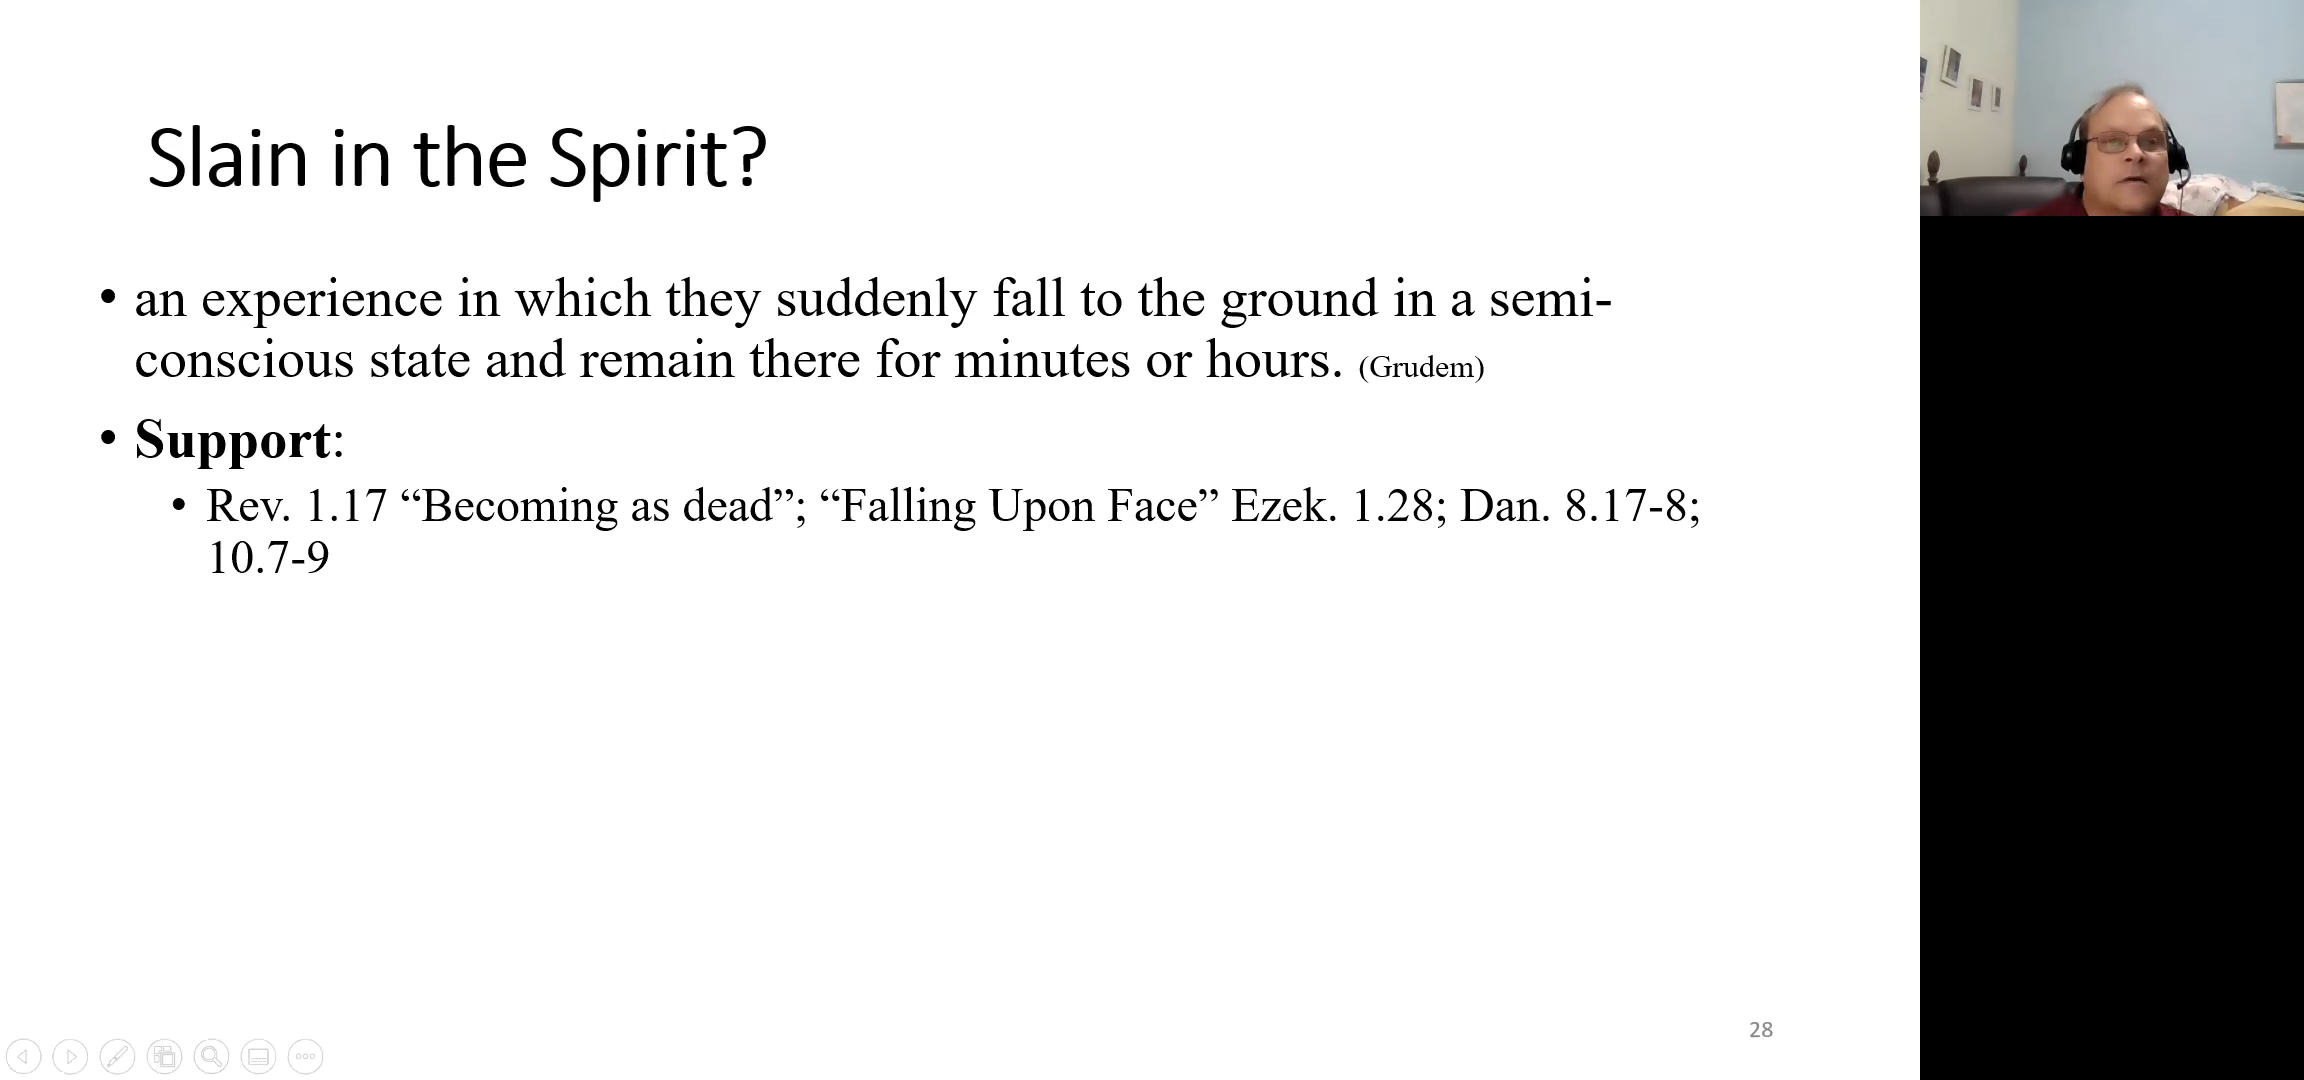 Slain in the Spirit?
• an experience in which they suddenly fall to the ground in a semi-
conscious state and remain there for minutes or hours. (Grudem)
• Support:
• Rev. 1.17 “Becoming as dead”; “Falling Upon Face” Ezek. 1.28; Dan. 8.17-8;
10.7-9
28